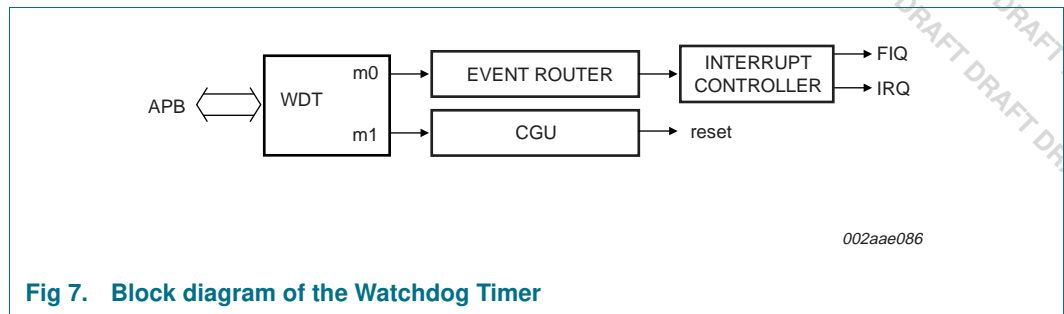 DRAFT
DRAFT
DRAFT DR
APB
WDT
m0
m1
EVENT ROUTER
CGU
INTERRUPT
CONTROLLER
FIQ
IRQ
reset
002aae086
Fig 7. Block diagram of the Watchdog Timer